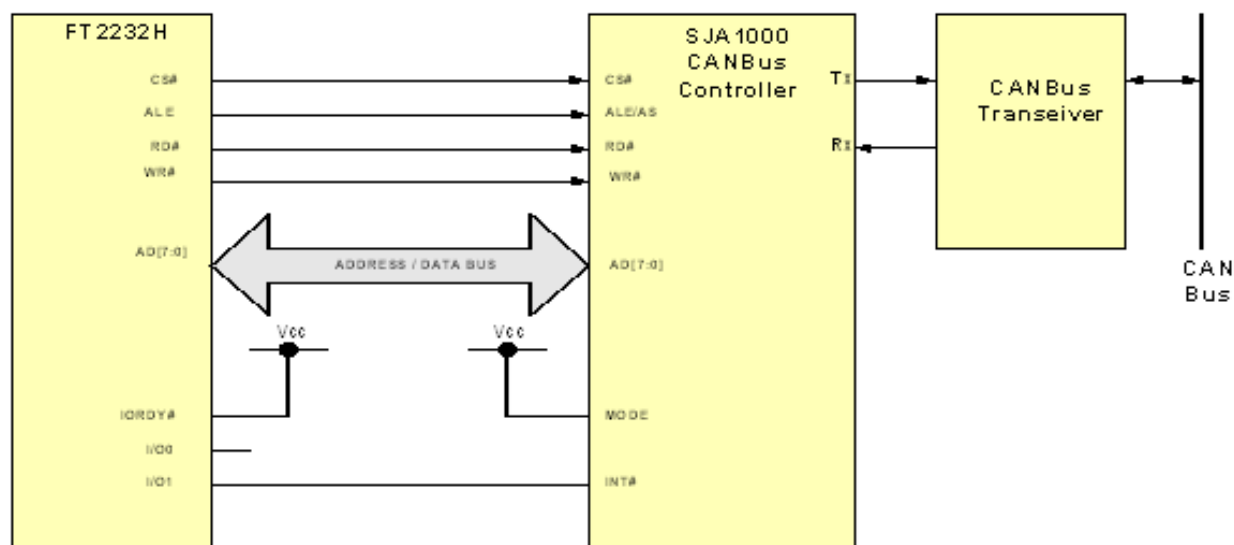 FT2232H
CS#
ALE
RD#
WR#
AD[7:0]
IORDY#
I/O0
I/O1
ADDRESS / DATA BUS
Vcc
Vcc
SJA1000
CANBus
Controller
CS#
ALE/AS
RD#
WR#
AD[7:0]
MODE
INT#
Tx
Rx
CANBus
Transeiver
CAN
Bus